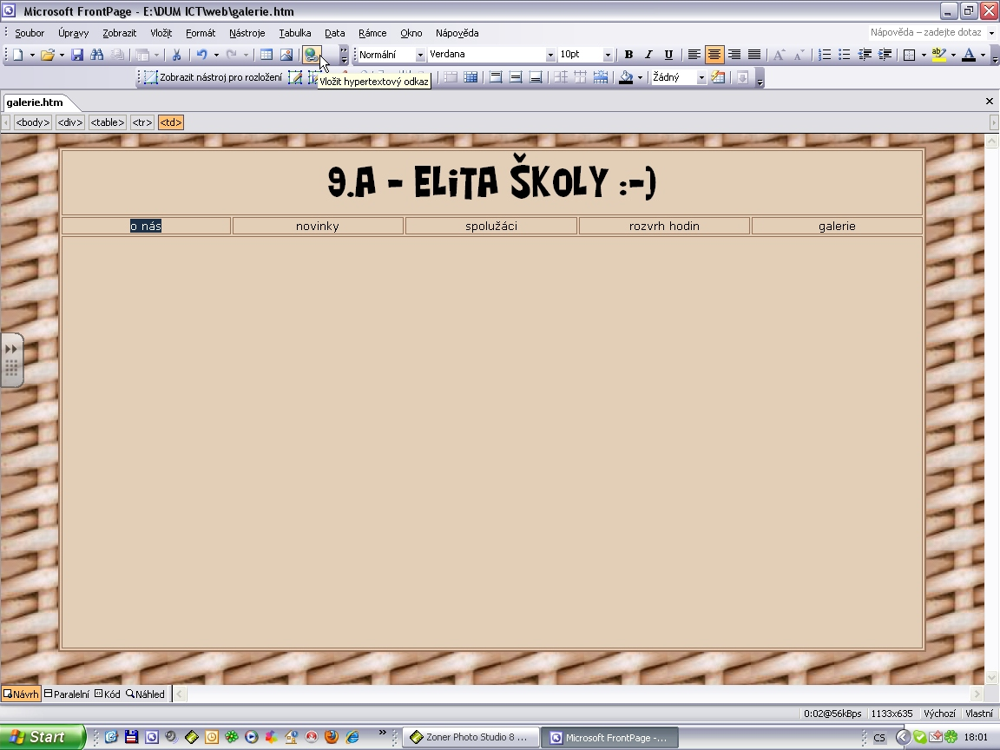 Microsoft FrontPage - E:\DUM ICT\web\galerie.htm
Soubor Úpravy Zobrazit Vložit Formát Nástroje Tabulka Data Rámce Okno Nápověda Nápověda – zadejte dotaz
Normální Verdana 10pt B I U A A ab A
Zobrazit nástroj pro rozložení Žádný
Vložit hypertextový odkaz
galerie.htm
<body> <div> <table> <tr> <td>
9.A - ELiTA ŠKOLY :-)
o nás novinky spolužáci rozvrh hodin galerie
Návrh Paralelní Kód Náhled
0:02@56kBps 1133x635 Výchozí Vlastní
Start Zoner Photo Studio 8 ... Microsoft FrontPage -... CS 18:01